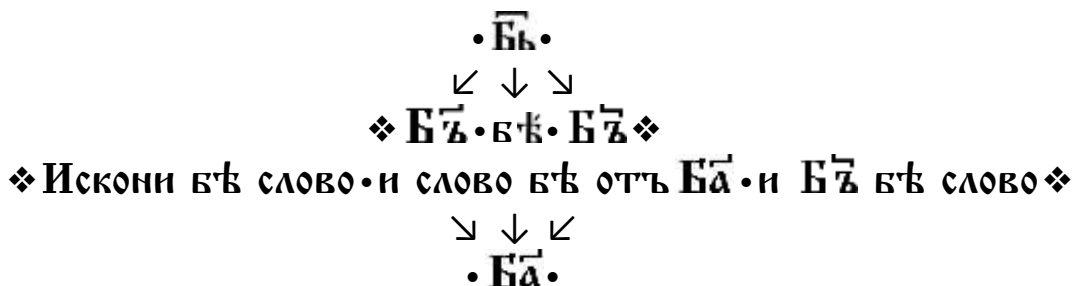 • Б҃ь •
↙ ↓ ↘
❖ Б҃ъ • бѣ • Б҃ъ ❖
❖ Искони бѣ слово • и слово бѣ отъ Б҃а • и Б҃ъ бѣ слово ❖
↘ ↓ ↙
• Б҃а •